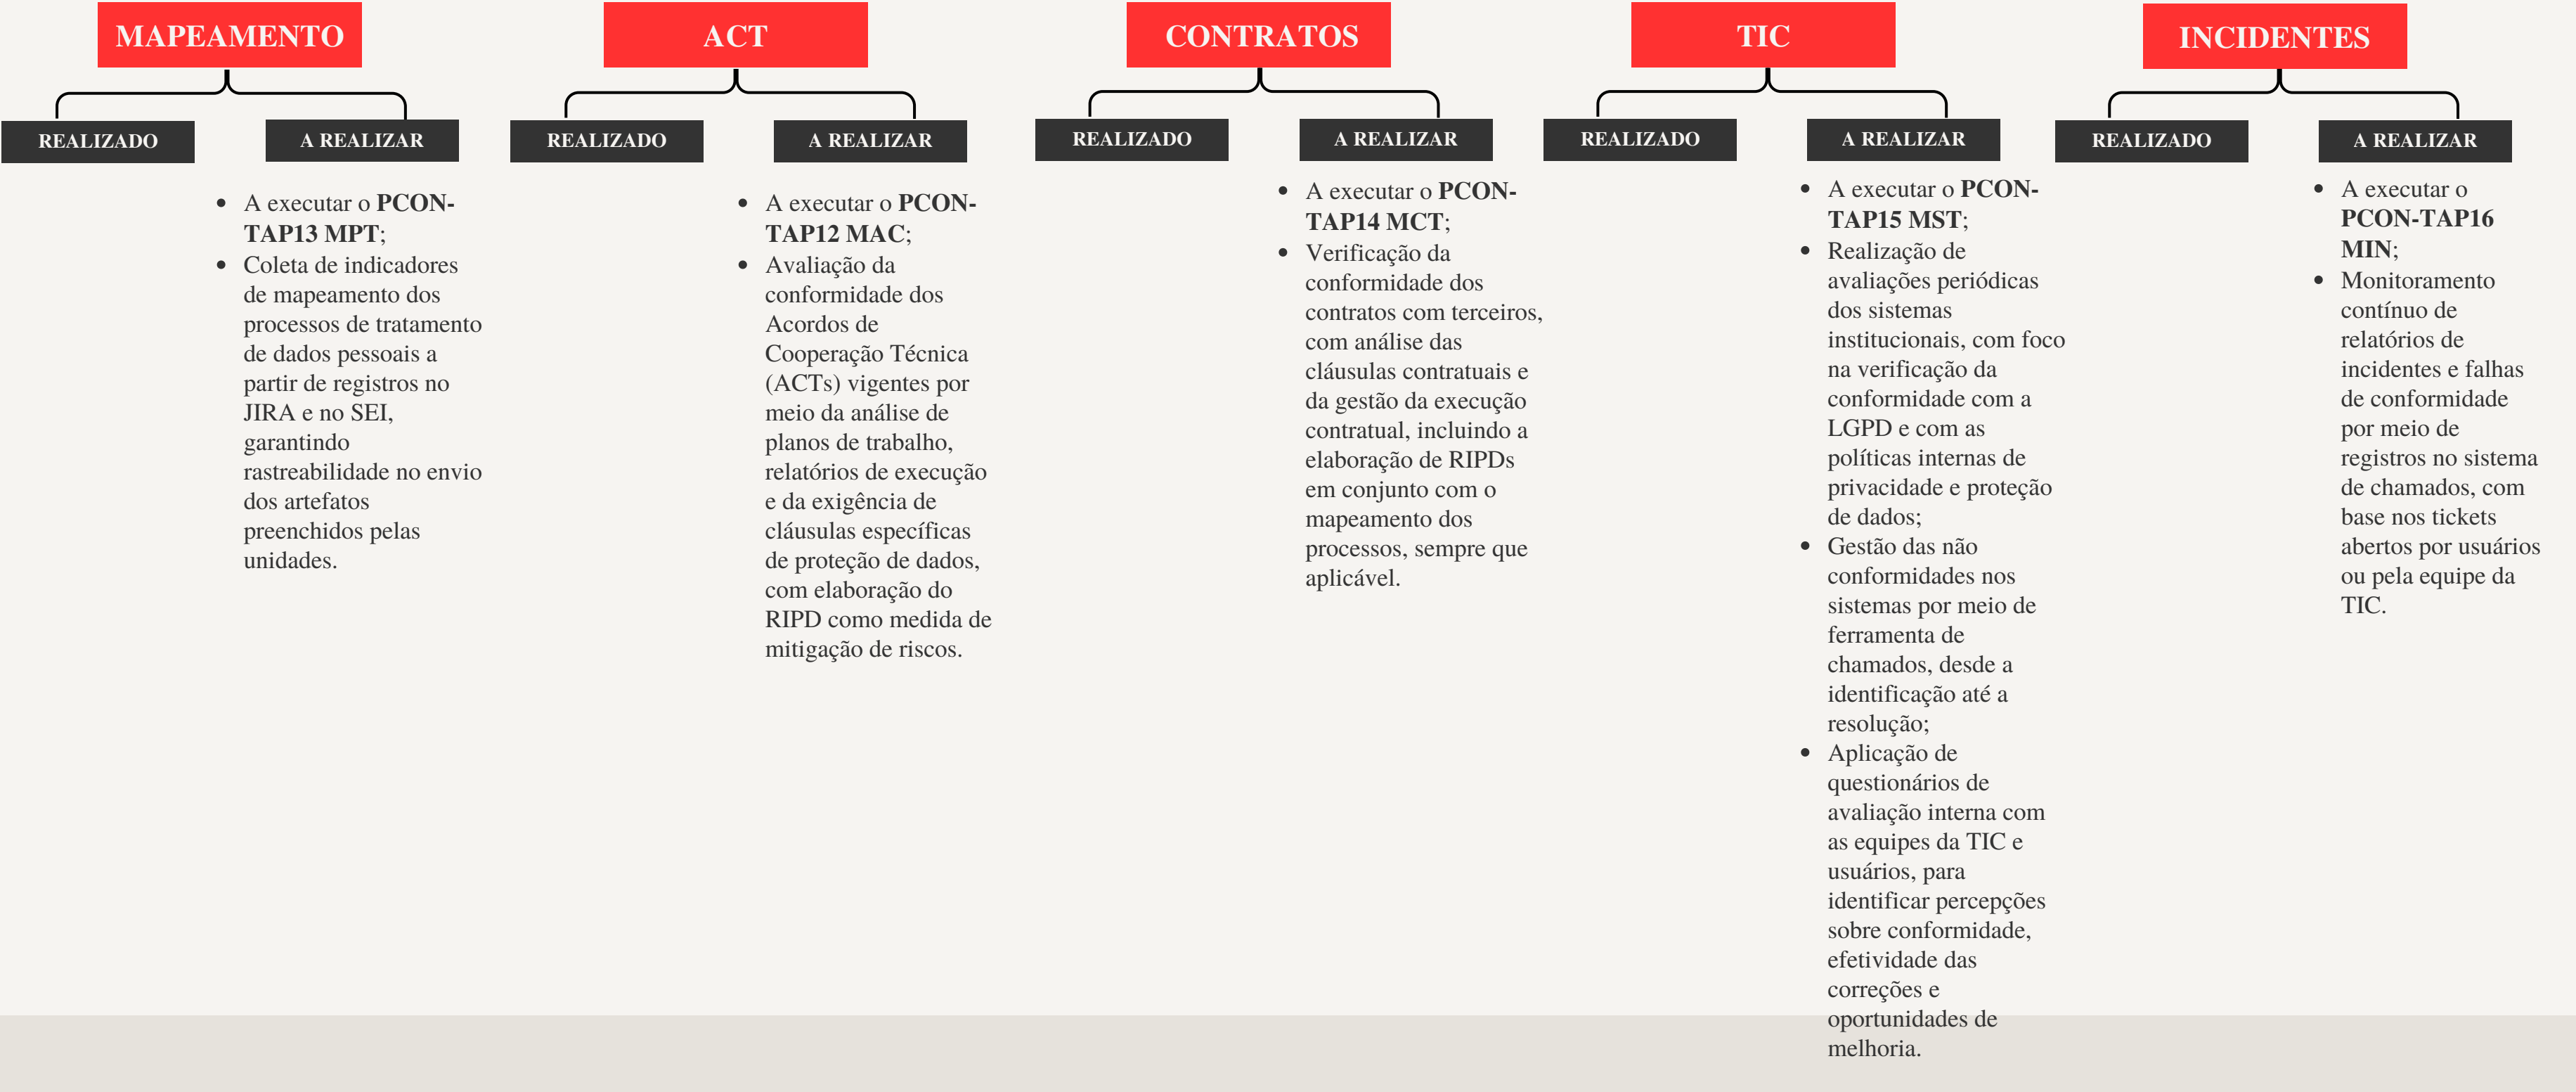 MAPEAMENTO
REALIZADO
A REALIZAR
• A executar o PCON-
TAP13 MPT;
• Coleta de indicadores
de mapeamento dos
processos de tratamento
de dados pessoais a
partir de registros no
JIRA e no SEI,
garantindo
rastreabilidade no envio
dos artefatos
preenchidos pelas
unidades.
ACT
REALIZADO
A REALIZAR
• A executar o PCON-
TAP12 MAC;
• Avaliação da
conformidade dos
Acordos de
Cooperação Técnica
(ACTs) vigentes por
meio da análise de
planos de trabalho,
relatórios de execução
e da exigência de
cláusulas específicas
de proteção de dados,
com elaboração do
RIPD como medida de
mitigação de riscos.
CONTRATOS
REALIZADO
A REALIZAR
• A executar o PCON-
TAP14 MCT;
• Verificação da
conformidade dos
contratos com terceiros,
com análise das
cláusulas contratuais e
da gestão da execução
contratual, incluindo a
elaboração de RIPDs
em conjunto com o
mapeamento dos
processos, sempre que
aplicável.
TIC
REALIZADO
A REALIZAR
• A executar o PCON-
TAP15 MST;
• Realização de
avaliações periódicas
dos sistemas
institucionais, com foco
na verificação da
conformidade com a
LGPD e com as
políticas internas de
privacidade e proteção
de dados;
• Gestão das não
conformidades nos
sistemas por meio de
ferramenta de
chamados, desde a
identificação até a
resolução;
• Aplicação de
questionários de
avaliação interna com
as equipes da TIC e
usuários, para
identificar percepções
sobre conformidade,
efetividade das
correções e
oportunidades de
melhoria.
INCIDENTES
REALIZADO
A REALIZAR
• A executar o
PCON-TAP16
MIN;
• Monitoramento
contínuo de
relatórios de
incidentes e falhas
de conformidade
por meio de
registros no sistema
de chamados, com
base nos tickets
abertos por usuários
ou pela equipe da
TIC.